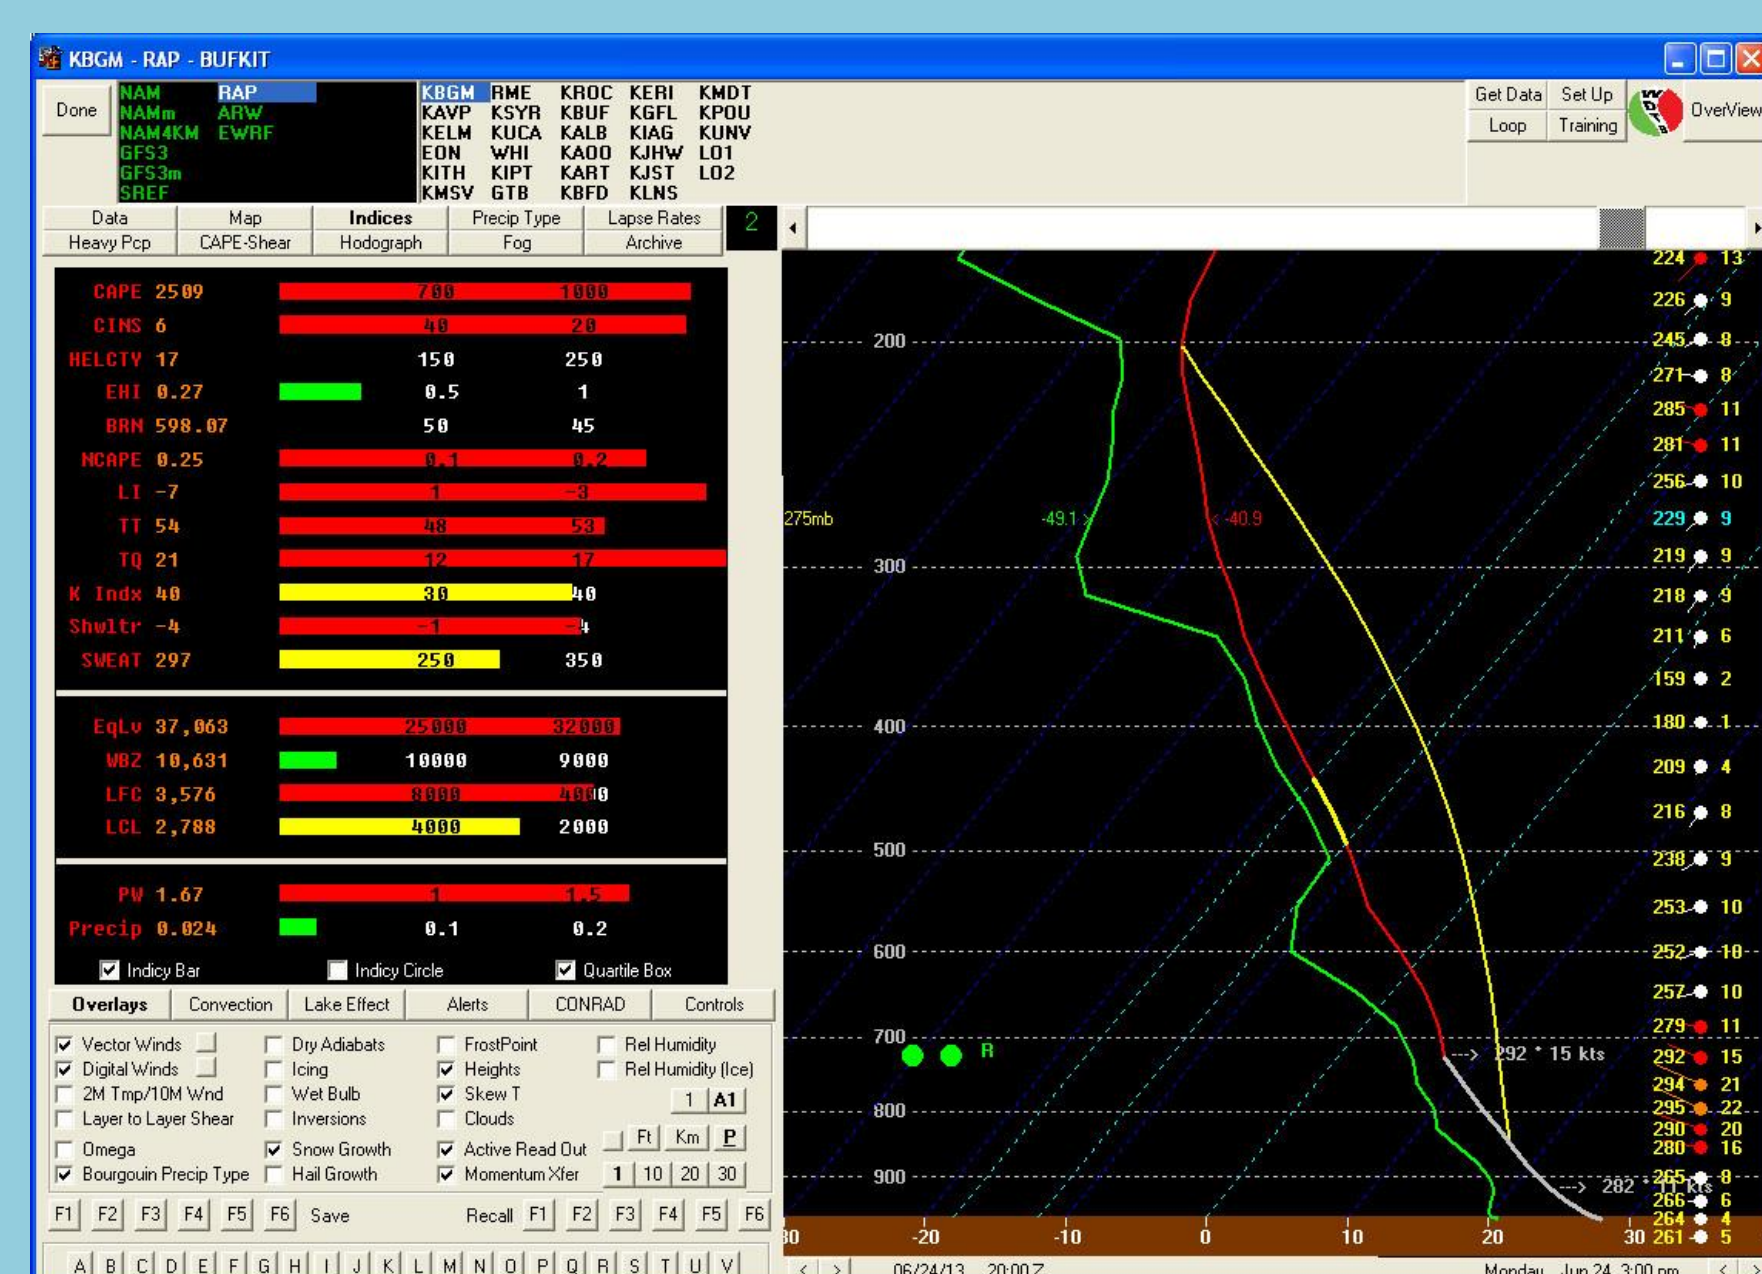 KBGM - RAP - BUFKIT
Done
NAM RAP
NAMm ARW
NAM4KM EWRF
GFS3
GFS3m
SREF
KBGM RME KROC KERI KMDT
KAVP KSYR KBUF KGFL KPOU
KELM KUCA KALB KIAG KUNV
EON WHI KAOO KJHW LO1
KITH KIPT KART KJST LO2
KMSV GTB KBFD KLNS
Get Data Set Up OverView
Loop Training
Data Map Indices Precip Type Lapse Rates 2
Heavy Pcp CAPE-Shear Hodograph Fog Archive
CAPE 2509 700 1000
CINS 6 40 20
HELCTY 17 150 250
EHI 0.27 0.5 1
BRN 598.07 50 45
NCAPE 0.25 0.1 0.2
LI -7 1 -3
TT 54 48 53
TQ 21 12 17
K Indx 40 30 40
Shwltr -4 -1 -4
SWEAT 297 250 350
EqLv 37,063 25000 32000
WBZ 10,631 10000 9000
LFC 3,576 8000 4000
LCL 2,788 4000 2000
PW 1.67 1 1.5
Precip 0.024 0.1 0.2
Indicy Bar Indicy Circle Quartile Box
Overlays Convection Lake Effect Alerts CONRAD Controls
Vector Winds Dry Adiabats FrostPoint Rel Humidity
Digital Winds Icing Heights Rel Humidity (Ice)
2M Tmp/10M Wnd Wet Bulb Skew T 1 A1
Layer to Layer Shear Inversions Clouds
Omega Snow Growth Active Read Out Ft Km P
Bourgouin Precip Type Hail Growth Momentum Xfer 1 10 20 30
F1 F2 F3 F4 F5 F6 Save Recall F1 F2 F3 F4 F5 F6
A B C D E F G H I J K L M N O P Q R S T U V
224 13
226 9
200 245 8
271 8
285 11
281 11
256 10
275mb -49.1 > < -40.9 229 9
219 9
300
218 9
211 6
159 2
400 180 1
209 4
216 8
500 238 9
253 10
600 252 10
257 10
279 11
700 R ---> 292 * 15 kts 292 15
294 21
800 295 22
290 20
280 16
900 265 8
---> 282 * 11 kts
266 6
264 4
-20 -10 0 10 20 30 261 5
< > 06/24/13 20:00 Z Monday Jun 24, 3:00 pm < >